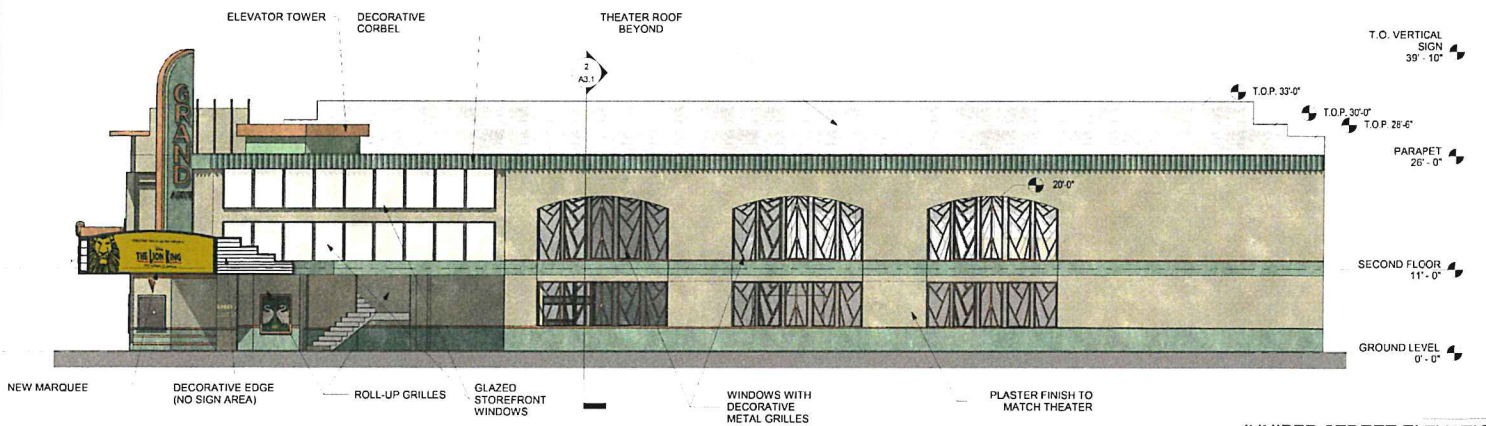 ELEVATOR TOWER
DECORATIVE
CORBEL
THEATER ROOF
BEYOND
T.O. VERTICAL
SIGN
39' - 10"
2
A3.1
T.O.P. 33'-0"
T.O.P. 30'-0"
T.O.P. 28'-6"
PARAPET
26' - 0"
GRAND
20'-0"
THE LION KING
SECOND FLOOR
11' - 0"
GROUND LEVEL
0' - 0"
NEW MARQUEE
DECORATIVE EDGE
(NO SIGN AREA)
ROLL-UP GRILLES
GLAZED
STOREFRONT
WINDOWS
WINDOWS WITH
DECORATIVE
METAL GRILLES
PLASTER FINISH TO
MATCH THEATER